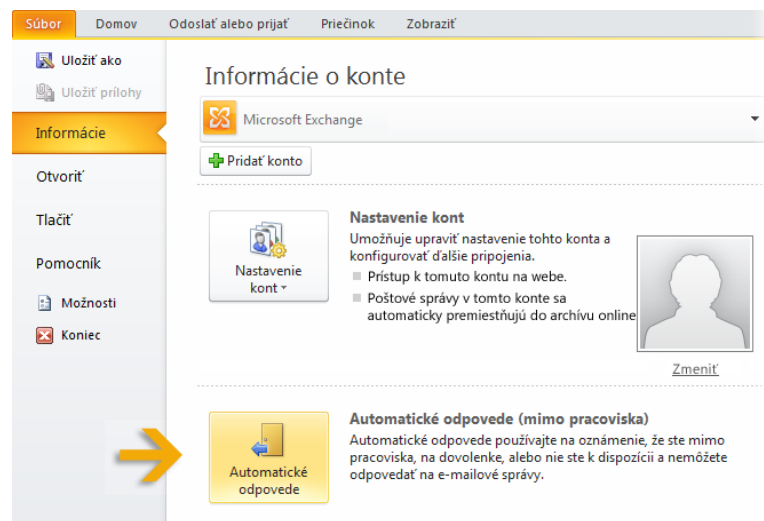 Súbor Domov Odoslať alebo prijať Priečinok Zobraziť
Uložiť ako
Uložiť prílohy
Informácie
Otvoriť
Tlačiť
Pomocník
Možnosti
Koniec
Informácie o konte
Microsoft Exchange
Pridať konto
Nastavenie
kont
Nastavenie kont
Umožňuje upraviť nastavenie tohto konta a
konfigurovať ďalšie pripojenia.
Prístup k tomuto kontu na webe.
Poštové správy v tomto konte sa
automaticky premiestňujú do archívu online
Zmeniť
Automatické
odpovede
Automatické odpovede (mimo pracoviska)
Automatické odpovede používajte na oznámenie, že ste mimo
pracoviska, na dovolenke, alebo nie ste k dispozícii a nemôžete
odpovedať na e-mailové správy.